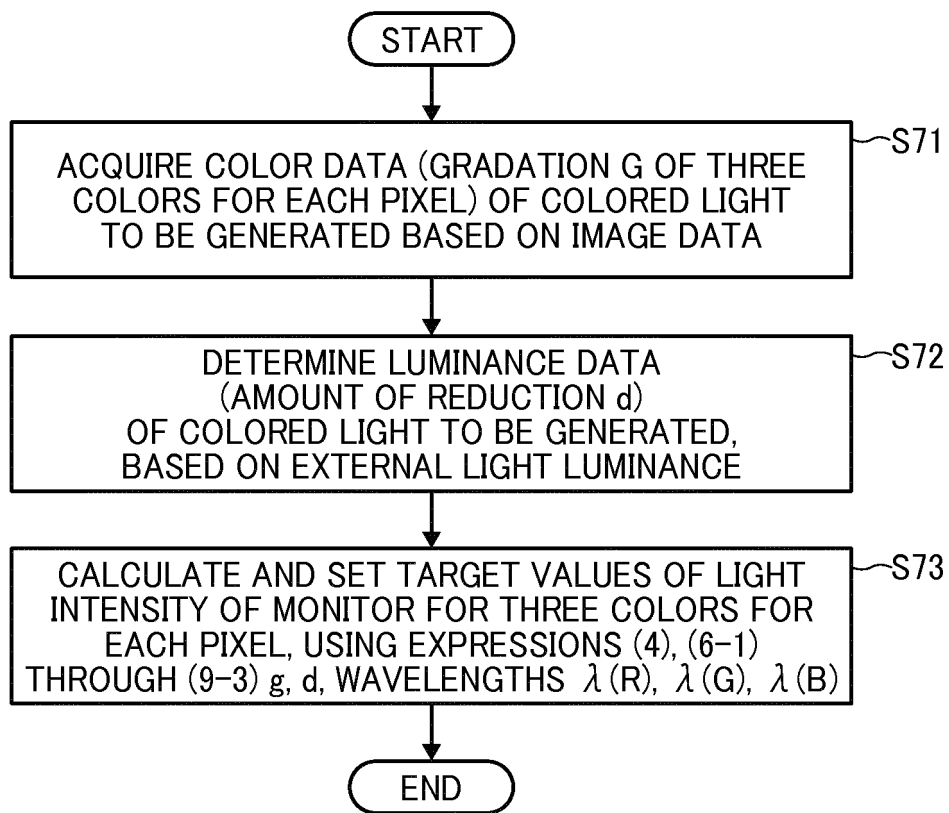 START
S71
ACQUIRE COLOR DATA (GRADATION G OF THREE
COLORS FOR EACH PIXEL) OF COLORED LIGHT
TO BE GENERATED BASED ON IMAGE DATA
S72
DETERMINE LUMINANCE DATA
(AMOUNT OF REDUCTION d)
OF COLORED LIGHT TO BE GENERATED,
BASED ON EXTERNAL LIGHT LUMINANCE
S73
CALCULATE AND SET TARGET VALUES OF LIGHT
INTENSITY OF MONITOR FOR THREE COLORS FOR
EACH PIXEL, USING EXPRESSIONS (4), (6-1)
THROUGH (9-3) g, d, WAVELENGTHS λ(R), λ(G), λ(B)
END